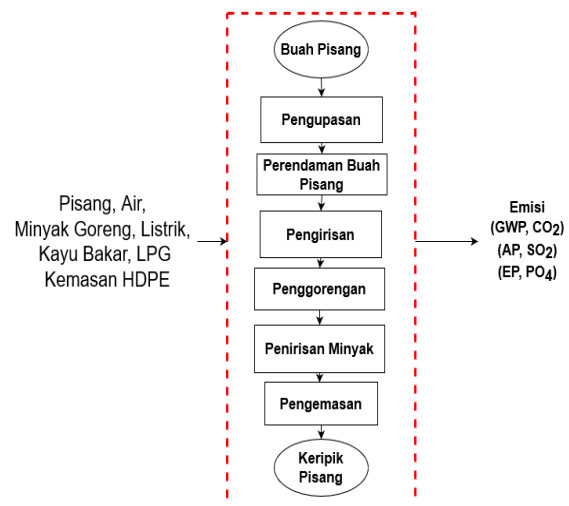 Buah Pisang
Pengupasan
Perendaman Buah
Pisang
Pengirisan
Penggorengan
Penirisan Minyak
Pengemasan
Keripik
Pisang
Pisang, Air,
Minyak Goreng, Listrik,
Kayu Bakar, LPG
Kemasan HDPE
Emisi
(GWP, CO2)
(AP, SO2)
(EP, PO4)